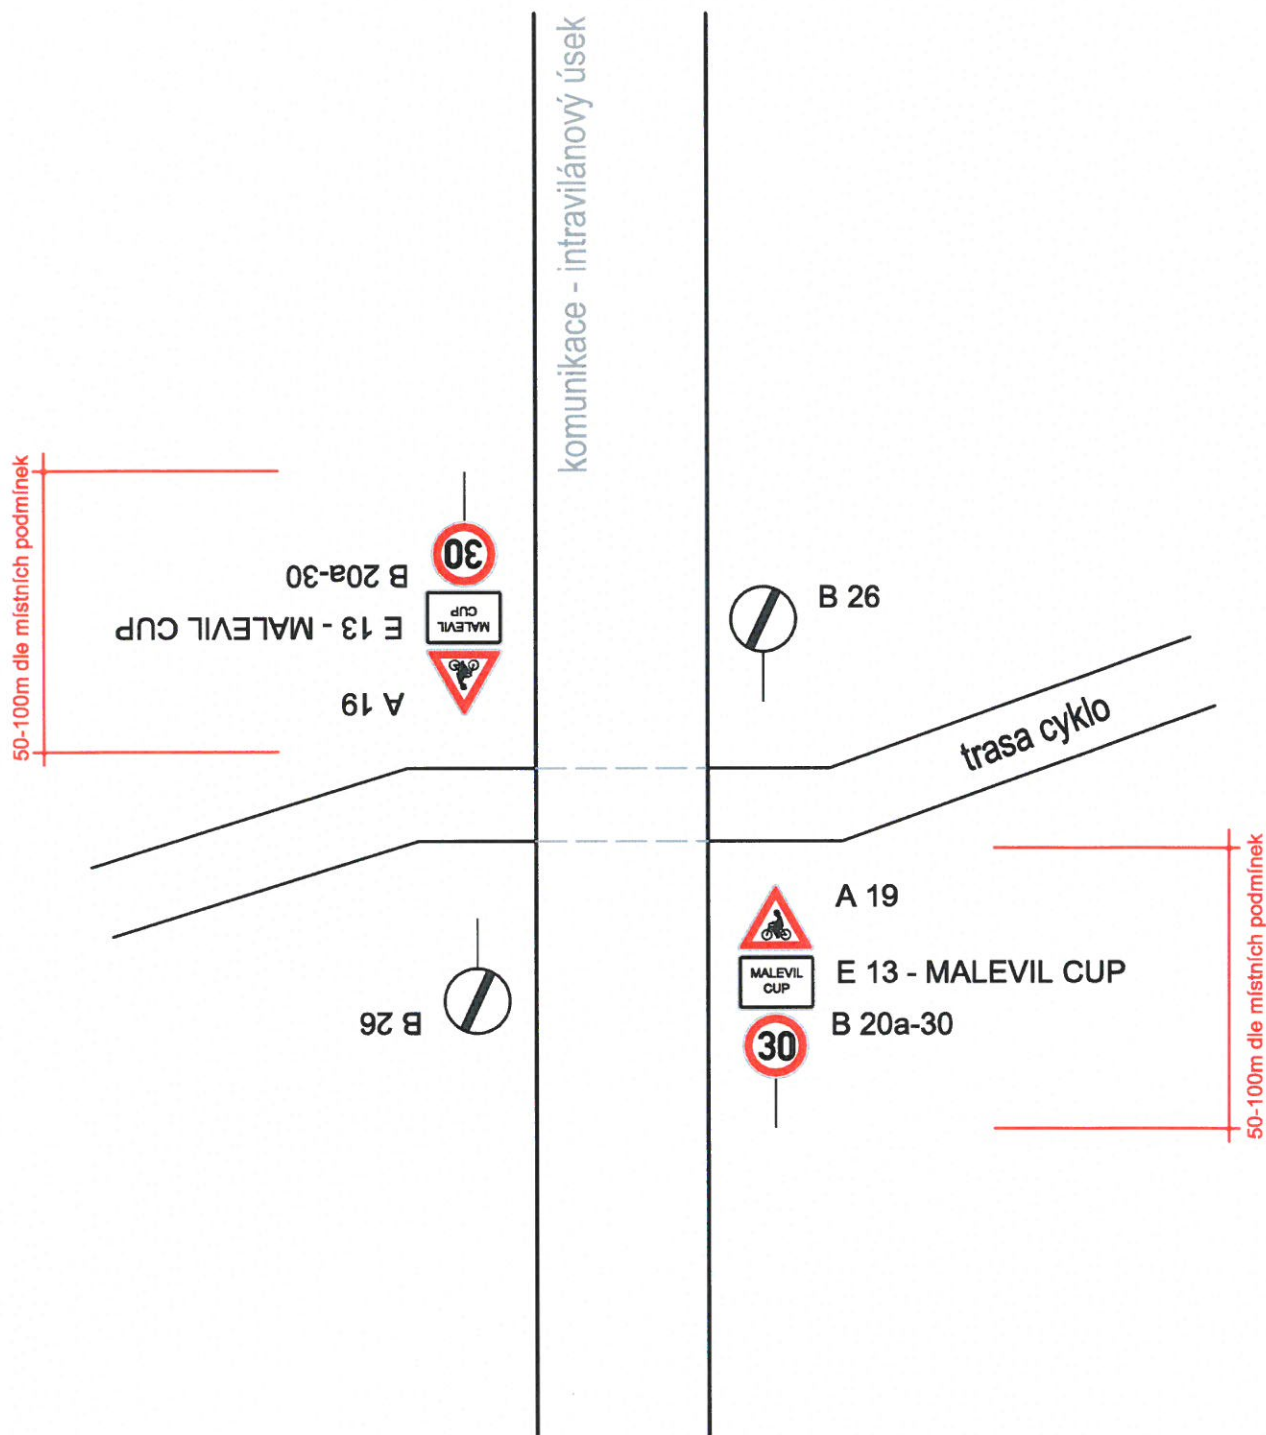 komunikace - intravilánový úsek
50-100m dle místních podmínek
30
B 20a-30
MALEVIL
CUP
E 13 - MALEVIL CUP
A 19
B 26
trasa cyklo
B 26
A 19
MALEVIL
CUP
E 13 - MALEVIL CUP
30
B 20a-30
50-100m dle místních podmínek